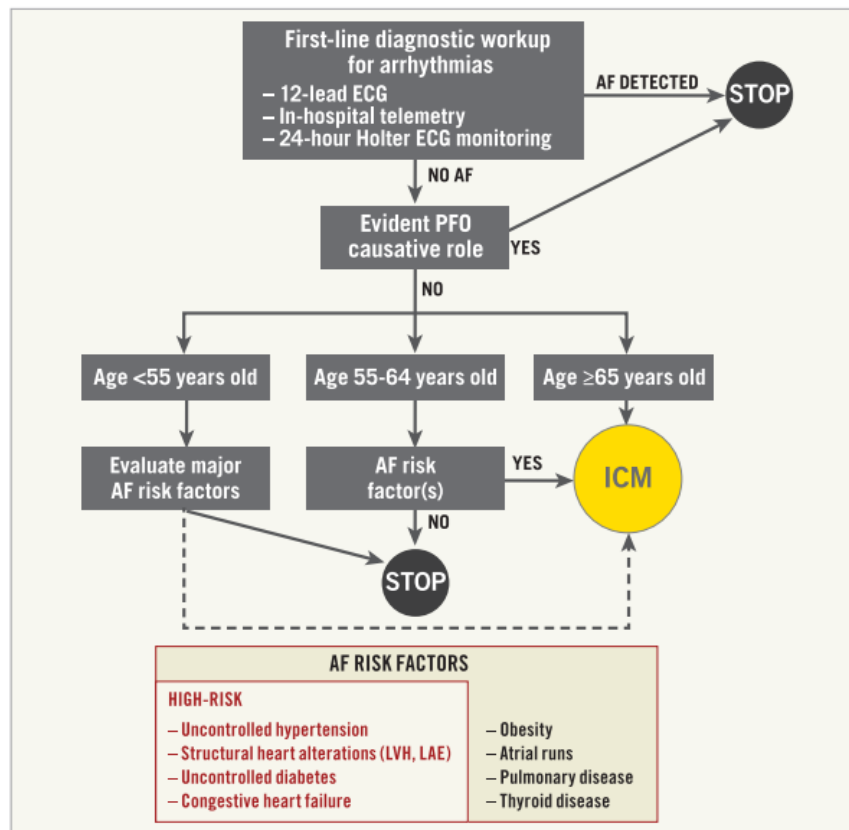 First-line diagnostic workup
for arrhythmias
– 12-lead ECG
– In-hospital telemetry
– 24-hour Holter ECG monitoring
AF DETECTED
STOP
NO AF
Evident PFO
causative role
YES
NO
Age <55 years old
Age 55-64 years old
Age ≥65 years old
Evaluate major
AF risk factors
AF risk
factor(s)
YES
ICM
NO
STOP
AF RISK FACTORS
HIGH-RISK
– Uncontrolled hypertension
– Structural heart alterations (LVH, LAE)
– Uncontrolled diabetes
– Congestive heart failure
– Obesity
– Atrial runs
– Pulmonary disease
– Thyroid disease